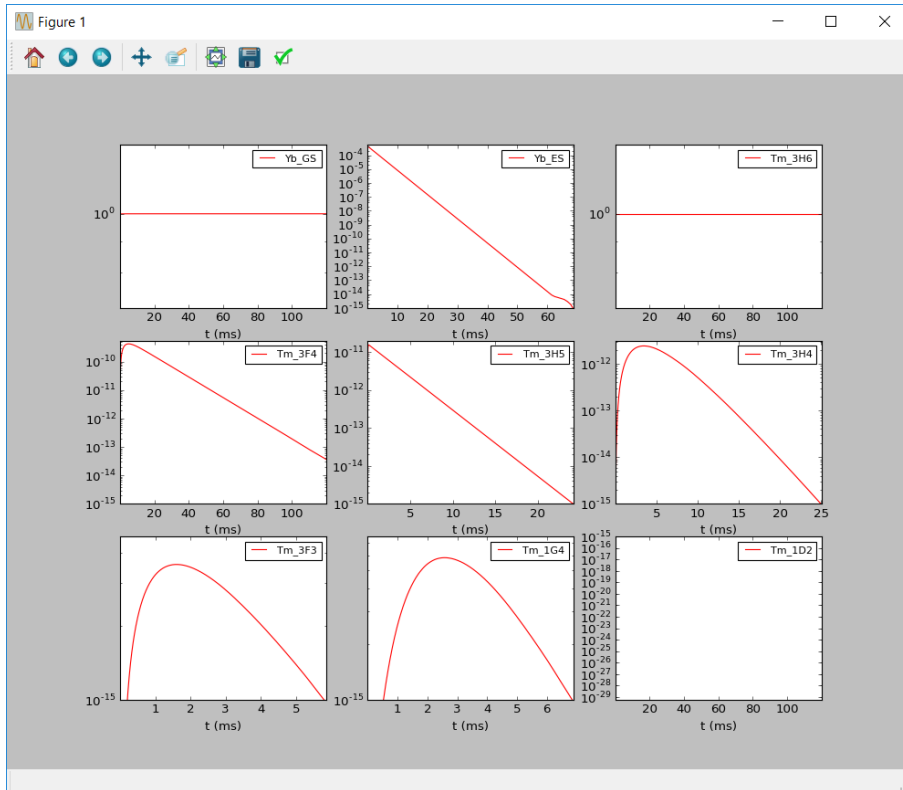 Figure 1
Yb_GS
10⁰
20 40 60 80 100
t (ms)
Yb_ES
10⁻⁴
10⁻⁵
10⁻⁶
10⁻⁷
10⁻⁸
10⁻⁹
10⁻¹⁰
10⁻¹¹
10⁻¹²
10⁻¹³
10⁻¹⁴
10⁻¹⁵
10 20 30 40 50 60
t (ms)
Tm_3H6
10⁰
20 40 60 80 100
t (ms)
Tm_3F4
10⁻¹⁰
10⁻¹¹
10⁻¹²
10⁻¹³
10⁻¹⁴
10⁻¹⁵
20 40 60 80 100
t (ms)
Tm_3H5
10⁻¹¹
10⁻¹²
10⁻¹³
10⁻¹⁴
10⁻¹⁵
5 10 15 20
t (ms)
Tm_3H4
10⁻¹²
10⁻¹³
10⁻¹⁴
10⁻¹⁵
5 10 15 20 25
t (ms)
Tm_3F3
10⁻¹⁵
1 2 3 4 5
t (ms)
Tm_1G4
10⁻¹⁵
1 2 3 4 5 6
t (ms)
Tm_1D2
10⁻¹⁵
10⁻¹⁶
10⁻¹⁷
10⁻¹⁸
10⁻¹⁹
10⁻²⁰
10⁻²¹
10⁻²²
10⁻²³
10⁻²⁴
10⁻²⁵
10⁻²⁶
10⁻²⁷
10⁻²⁸
10⁻²⁹
20 40 60 80 100
t (ms)